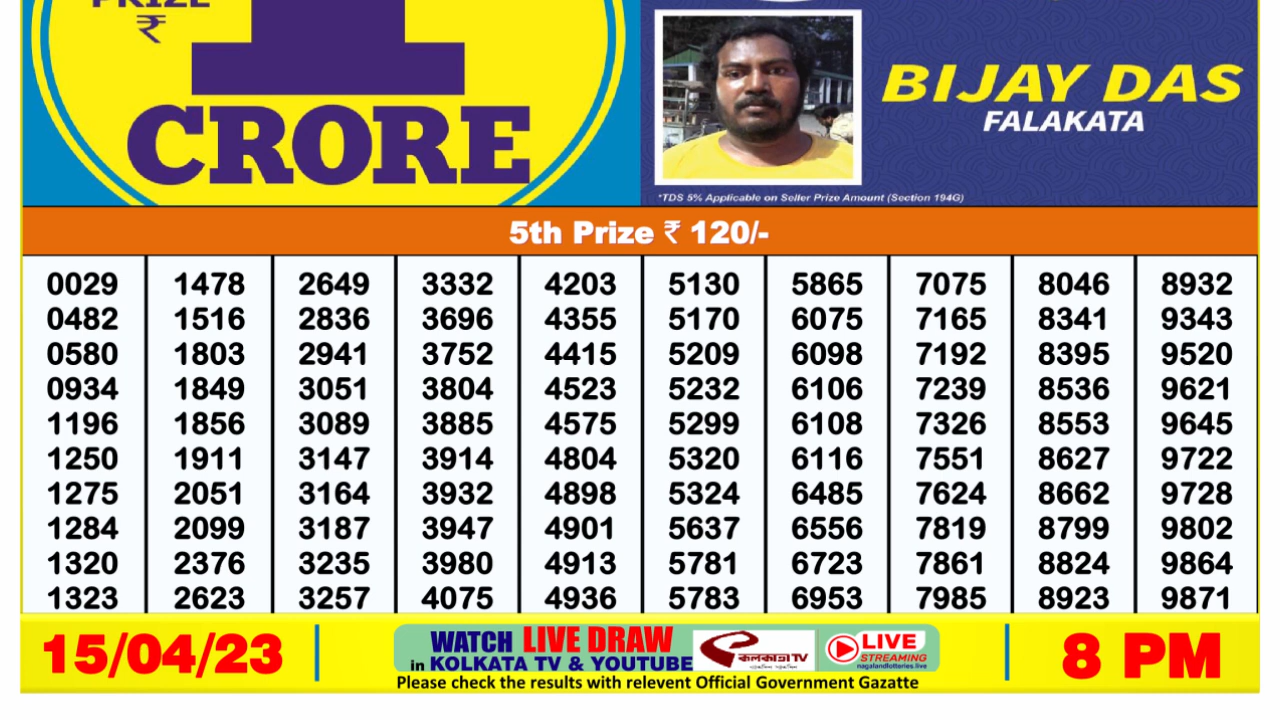 PRIZE
₹
1
CRORE
BIJAY DAS
FALAKATA
*TDS 5% Applicable on Seller Prize Amount (Section 194G)
5th Prize ₹ 120/-
0029 1478 2649 3332 4203 5130 5865 7075 8046 8932
0482 1516 2836 3696 4355 5170 6075 7165 8341 9343
0580 1803 2941 3752 4415 5209 6098 7192 8395 9520
0934 1849 3051 3804 4523 5232 6106 7239 8536 9621
1196 1856 3089 3885 4575 5299 6108 7326 8553 9645
1250 1911 3147 3914 4804 5320 6116 7551 8627 9722
1275 2051 3164 3932 4898 5324 6485 7624 8662 9728
1284 2099 3187 3947 4901 5637 6556 7819 8799 9802
1320 2376 3235 3980 4913 5781 6723 7861 8824 9864
1323 2623 3257 4075 4936 5783 6953 7985 8923 9871
15/04/23
WATCH LIVE DRAW
in KOLKATA TV & YOUTUBE
কলকাতা TV
LIVE
STREAMING
nagalandlotteries.live
8 PM
Please check the results with relevent Official Government Gazatte